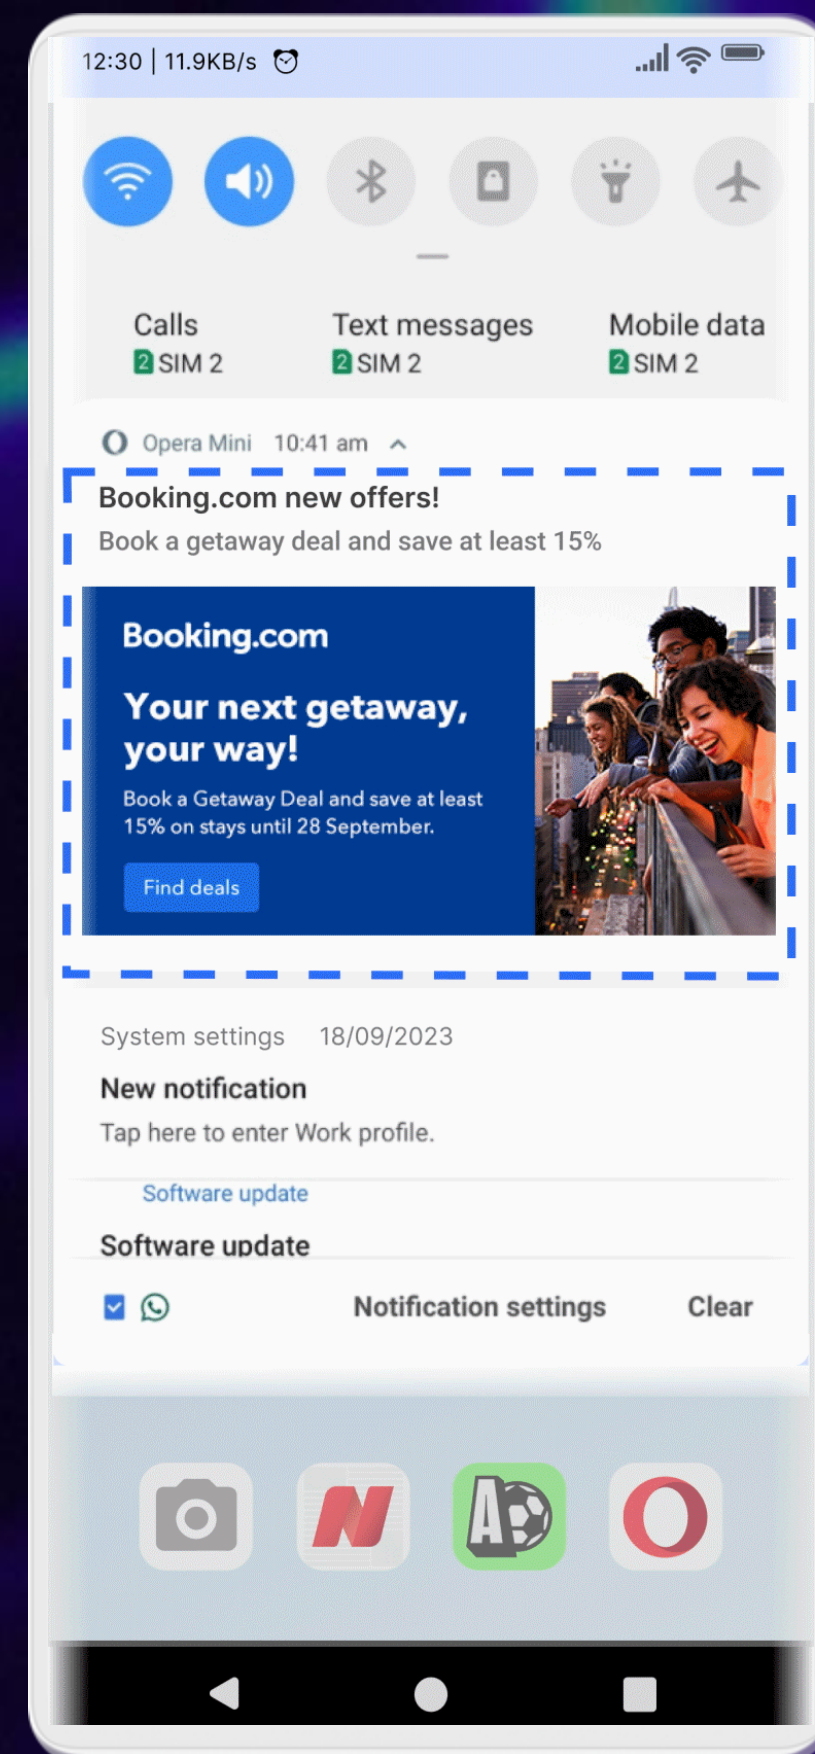 12:30 | 11.9KB/s
Calls Text messages Mobile data
2 SIM 2 2 SIM 2 2 SIM 2
Opera Mini 10:41 am
Booking.com new offers!
Book a getaway deal and save at least 15%
Booking.com
Your next getaway,
your way!
Book a Getaway Deal and save at least
15% on stays until 28 September.
Find deals
System settings 18/09/2023
New notification
Tap here to enter Work profile.
Software update
Software update
Notification settings Clear